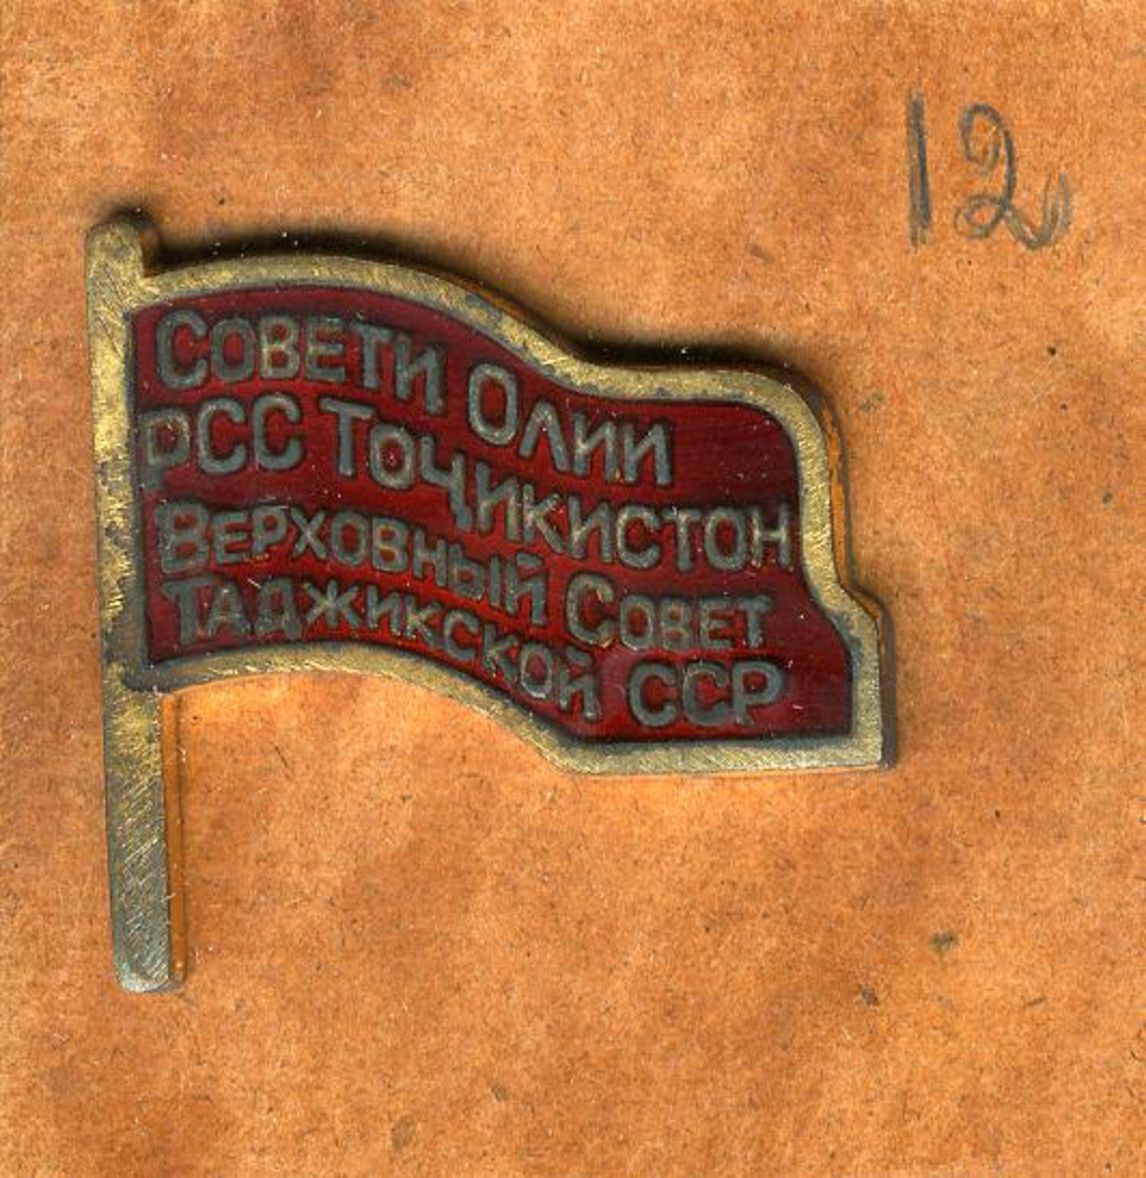 12
СОВЕТИ ОЛИИ
РСС ТОҶИКИСТОН
ВЕРХОВНЫЙ СОВЕТ
ТАДЖИКСКОЙ ССР